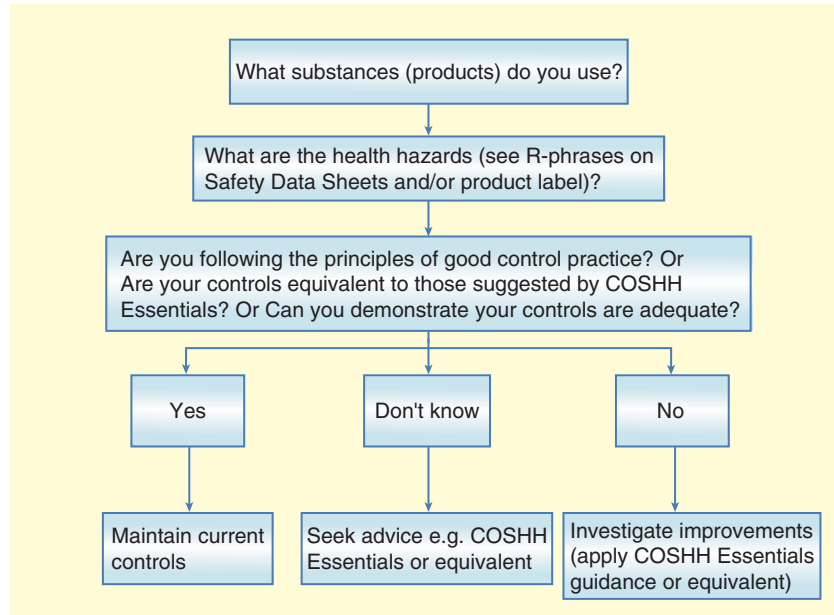 What substances (products) do you use?
What are the health hazards (see R-phrases on
Safety Data Sheets and/or product label)?
Are you following the principles of good control practice? Or
Are your controls equivalent to those suggested by COSHH
Essentials? Or Can you demonstrate your controls are adequate?
Yes
Don't know
No
Maintain current
controls
Seek advice e.g. COSHH
Essentials or equivalent
Investigate improvements
(apply COSHH Essentials
guidance or equivalent)